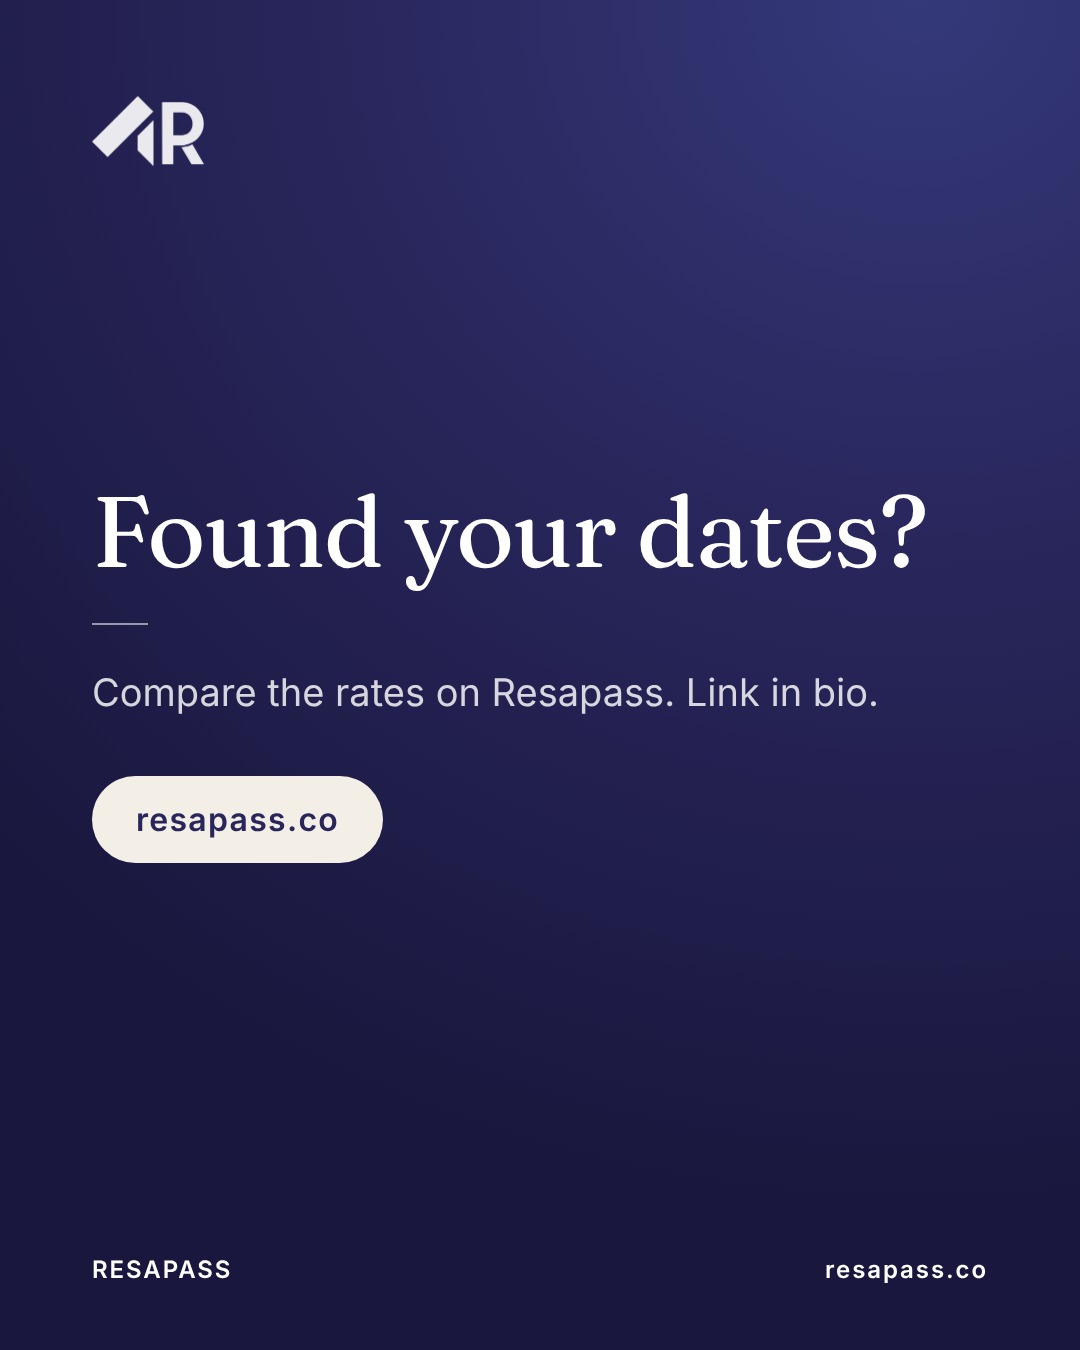 Found your dates?
Compare the rates on Resapass. Link in bio.
resapass.co
RESAPASS
resapass.co